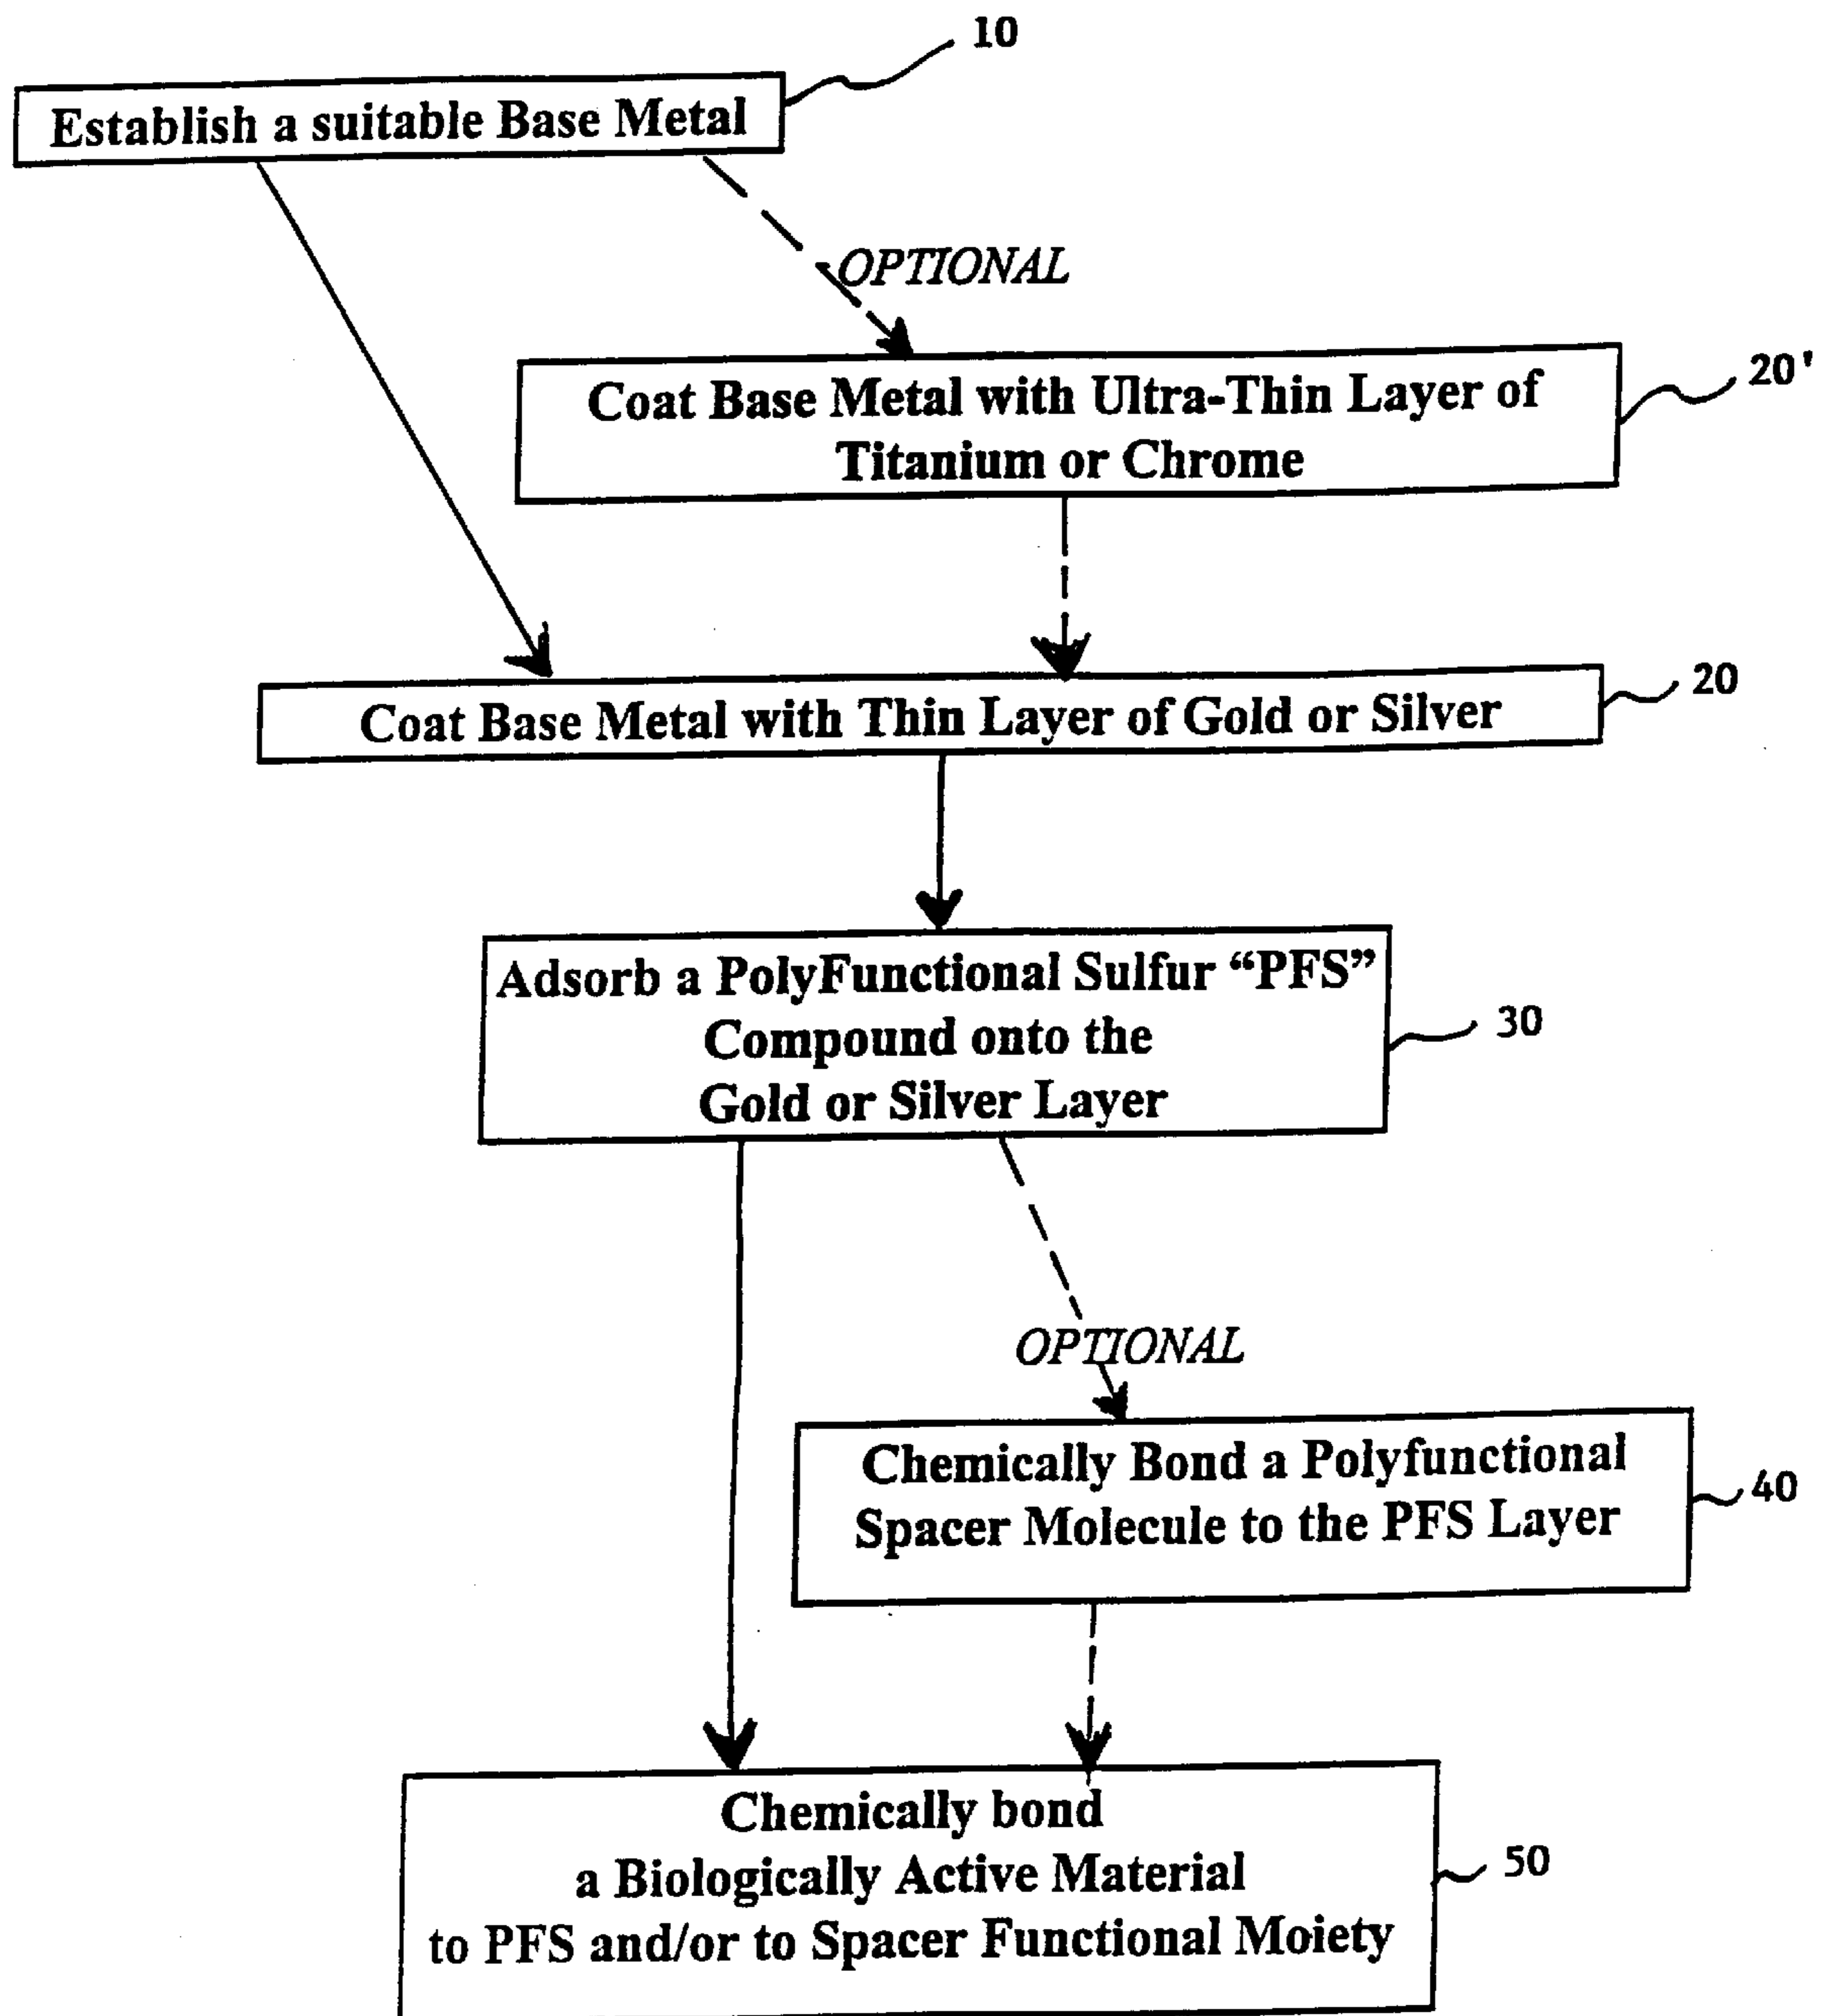 10
Establish a suitable Base Metal
OPTIONAL
20'
Coat Base Metal with Ultra-Thin Layer of
Titanium or Chrome
20
Coat Base Metal with Thin Layer of Gold or Silver
Adsorb a PolyFunctional Sulfur “PFS”
Compound onto the
Gold or Silver Layer
30
OPTIONAL
Chemically Bond a Polyfunctional
Spacer Molecule to the PFS Layer
40
Chemically bond
a Biologically Active Material
to PFS and/or to Spacer Functional Moiety
50